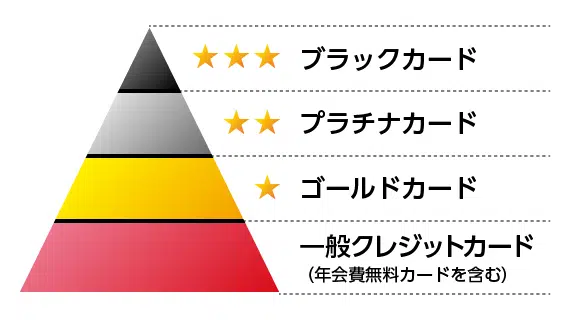 ブラックカード
プラチナカード
ゴールドカード
一般クレジットカード
(年会費無料カードを含む)